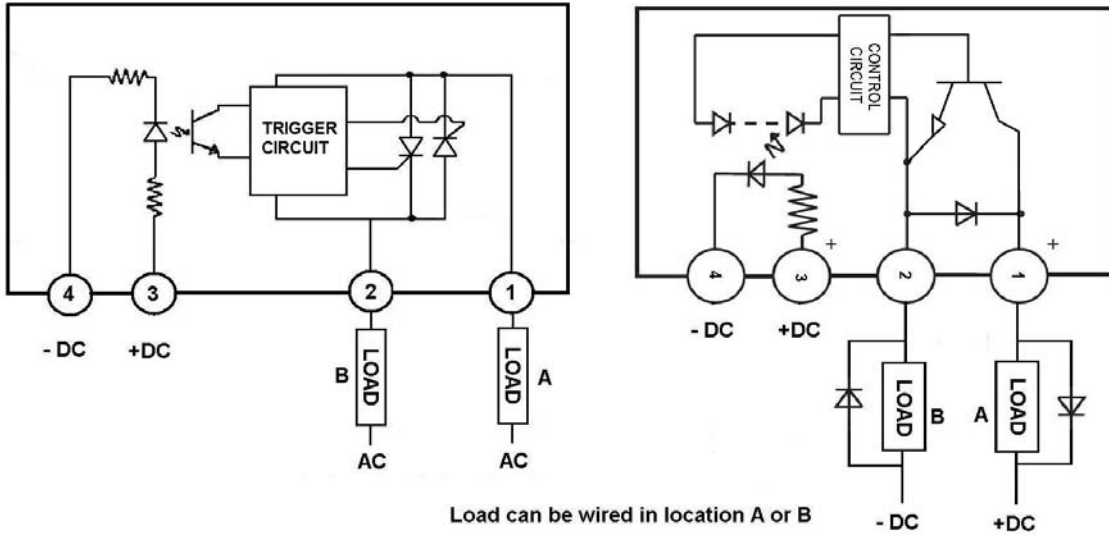 TRIGGER
CIRCUIT
4
3
2
1
- DC
+DC
B
LOAD
LOAD
A
AC
AC
CONTROL
CIRCUIT
+
+
4
3
2
1
- DC
+DC
LOAD
B
A
LOAD
- DC
+DC
Load can be wired in location A or B